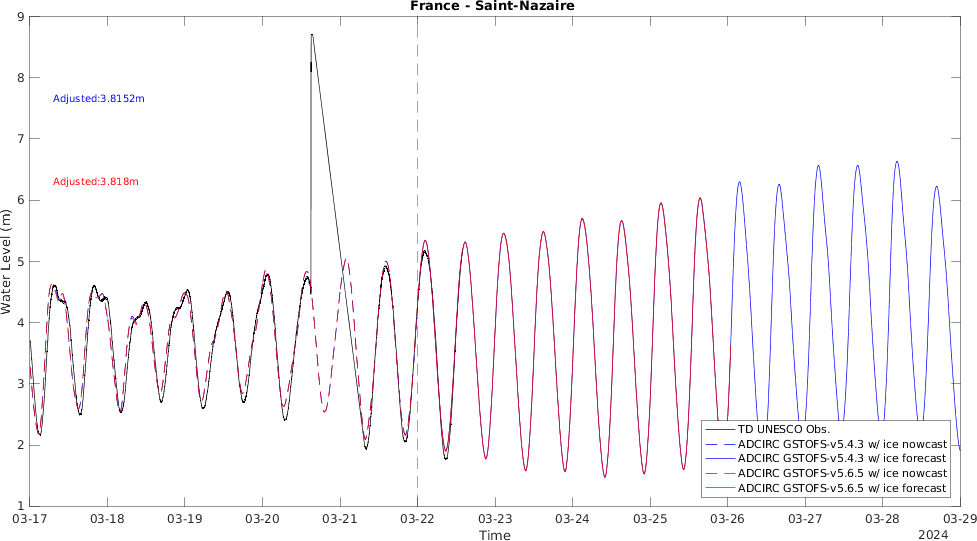 France - Saint-Nazaire
9
8
7
6
5
4
3
2
1
Water Level (m)
Adjusted:3.8152m
Adjusted:3.818m
TD UNESCO Obs.
ADCIRC GSTOFS-v5.4.3 w/ ice nowcast
ADCIRC GSTOFS-v5.4.3 w/ ice forecast
ADCIRC GSTOFS-v5.6.5 w/ ice nowcast
ADCIRC GSTOFS-v5.6.5 w/ ice forecast
03-17 03-18 03-19 03-20 03-21 03-22 03-23 03-24 03-25 03-26 03-27 03-28 03-29
Time
2024